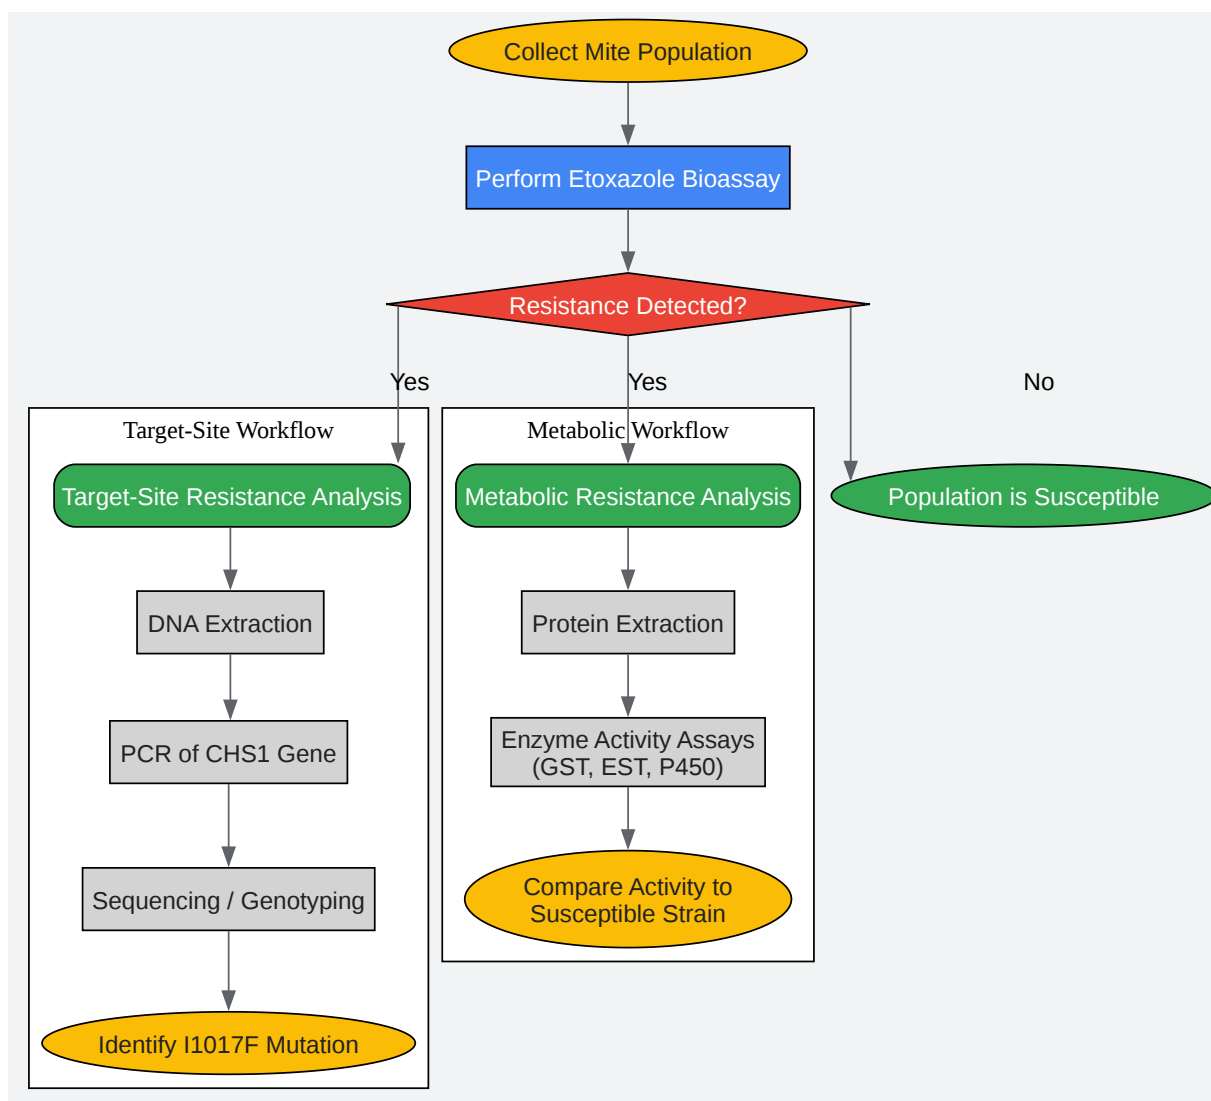 Collect Mite Population
Perform Etoxazole Bioassay
Resistance Detected?
Yes
Yes
No
Target-Site Workflow
Target-Site Resistance Analysis
DNA Extraction
PCR of CHS1 Gene
Sequencing / Genotyping
Identify I1017F Mutation
Metabolic Workflow
Metabolic Resistance Analysis
Protein Extraction
Enzyme Activity Assays
(GST, EST, P450)
Compare Activity to
Susceptible Strain
Population is Susceptible